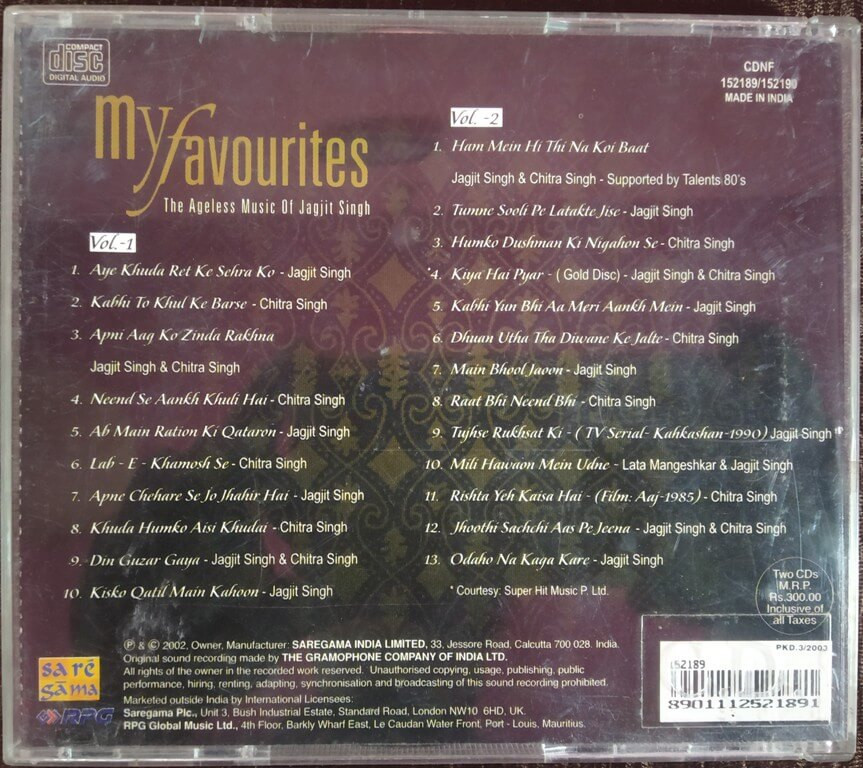 COMPACT
disc
DIGITAL AUDIO
my favourites
The Ageless Music Of Jagjit Singh
Vol.-1
1. Aye Khuda Ret Ke Sehra Ko - Jagjit Singh
2. Kabhi To Khul Ke Barse - Chitra Singh
3. Apni Aag Ko Zinda Rakhna
Jagjit Singh & Chitra Singh
4. Neend Se Aankh Khuli Hai - Chitra Singh
5. Ab Main Ration Ki Qataron - Jagjit Singh
6. Lab - E - Khamosh Se - Chitra Singh
7. Apne Chehare Se Jo Jhahir Hai - Jagjit Singh
8. Khuda Humko Aisi Khudai - Chitra Singh
9. Din Guzar Gaya - Jagjit Singh & Chitra Singh
10. Kisko Qatil Main Kahoon - Jagjit Singh
CDNF
152189/152190
MADE IN INDIA
Vol. -2
1. Ham Mein Hi Thi Na Koi Baat
Jagjit Singh & Chitra Singh - Supported by Talents 80's
2. Tumne Sooli Pe Latakte Jise - Jagjit Singh
3. Humko Dushman Ki Nigahon Se - Chitra Singh
*4. Kiya Hai Pyar - ( Gold Disc) - Jagjit Singh & Chitra Singh
5. Kabhi Yun Bhi Aa Meri Aankh Mein - Jagjit Singh
6. Dhuan Utha Tha Diwane Ke Jalte - Chitra Singh
7. Main Bhool Jaoon - Jagjit Singh
8. Raat Bhi Neend Bhi - Chitra Singh
9. Tujhse Rukhsat Ki - ( TV Serial- Kahkashan-1990) Jagjit Singh *
10. Mili Hawaon Mein Udne - Lata Mangeshkar & Jagjit Singh
11. Rishta Yeh Kaisa Hai - (Film: Aaj-1985) - Chitra Singh
12. Jhoothi Sachchi Aas Pe Jeena - Jagjit Singh & Chitra Singh
13. Odaho Na Kaga Kare - Jagjit Singh
* Courtesy: Super Hit Music P. Ltd.
Two CDs
M.R.P.
Rs.300.00
Inclusive of
all Taxes
sa rē
gama
RPG
℗ & © 2002, Owner, Manufacturer: SAREGAMA INDIA LIMITED, 33, Jessore Road, Calcutta 700 028. India.
Original sound recording made by THE GRAMOPHONE COMPANY OF INDIA LTD.
All rights of the owner in the recorded work reserved. Unauthorised copying, usage, publishing, public
performance, hiring, renting, adapting, synchronisation and broadcasting of this sound recording prohibited.
Marketed outside India by International Licensees:
Saregama Plc., Unit 3, Bush Industrial Estate, Standard Road, London NW10 6HD, UK.
RPG Global Music Ltd., 4th Floor, Barkly Wharf East, Le Caudan Water Front, Port - Louis, Mauritius.
PKD.3/2003
152189
8901112521891